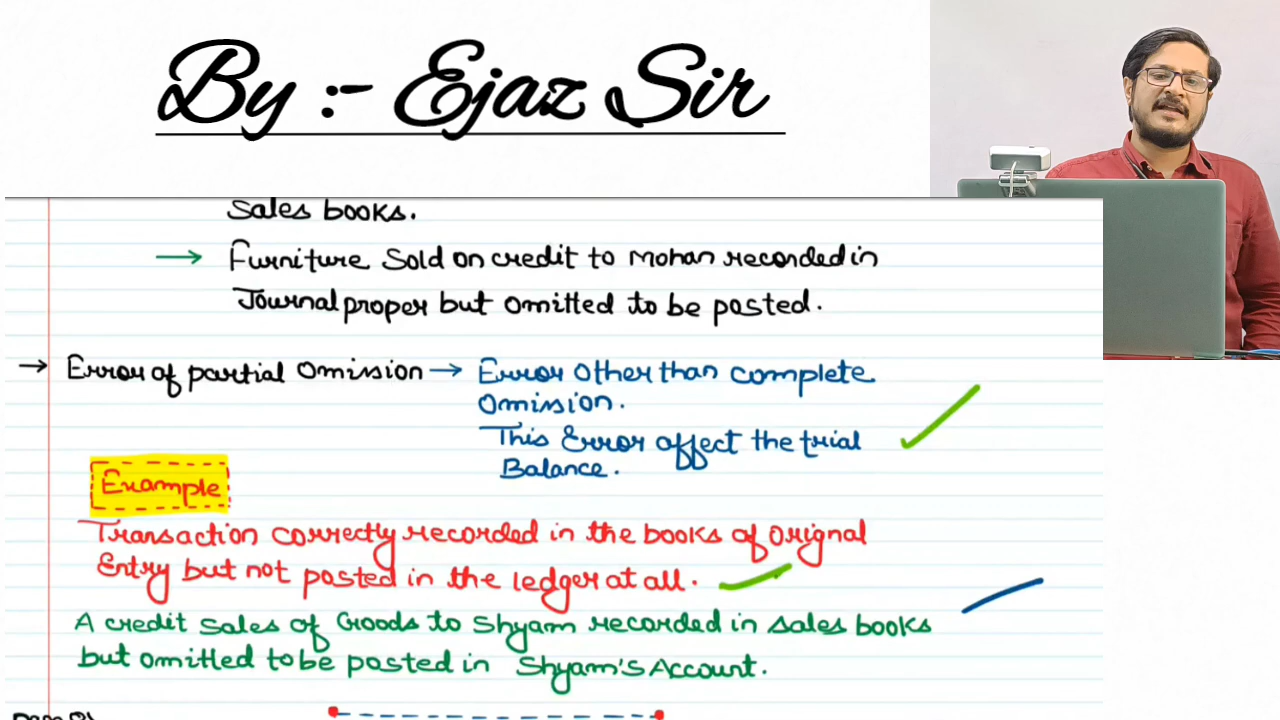 By :- Ejaz Sir
Sales books.
→ Furniture Sold on credit to Mohan recorded in
Journal proper but omitted to be posted.
→ Error of partial Omission → Error Other than complete
Omission.
This Error affect the trial
Balance.
Example
Transaction correctly recorded in the books of Orignal
Entry but not posted in the ledger at all.
A credit Sales of Goods to Shyam recorded in sales books
but omitted to be posted in Shyam's Account.